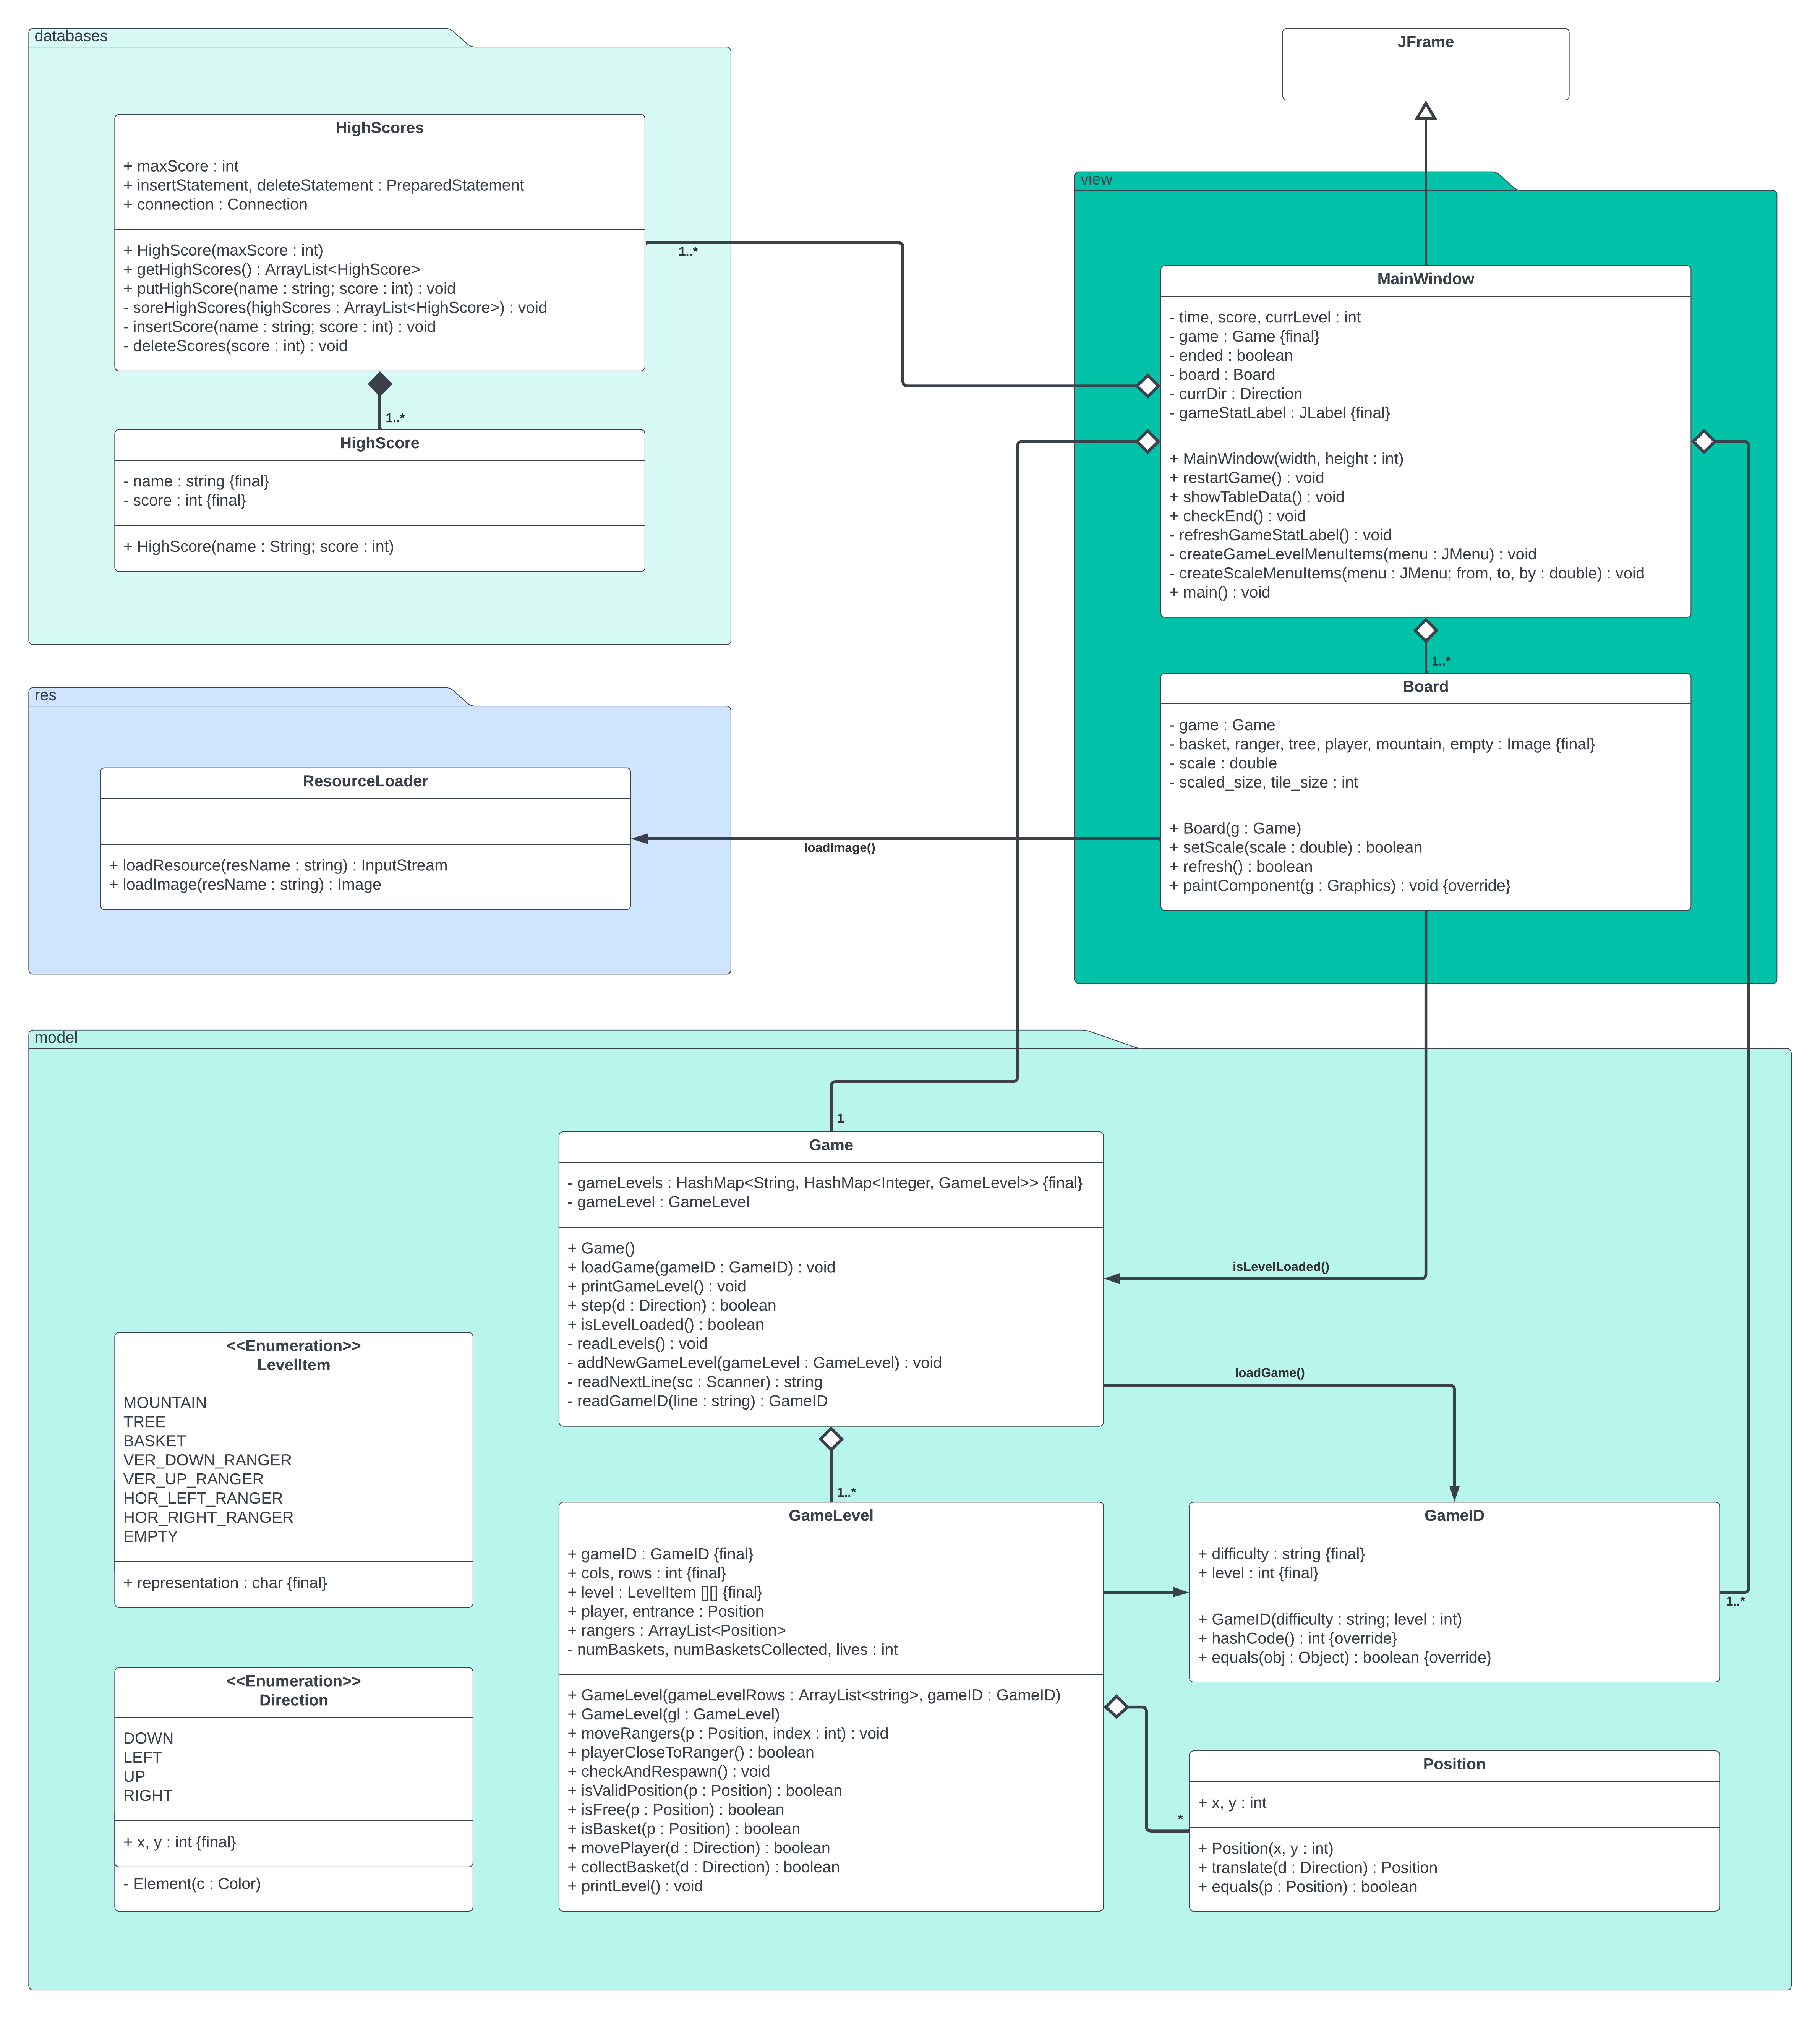 databases
HighScores
+ maxScore : int
+ insertStatement, deleteStatement : PreparedStatement
+ connection : Connection
+ HighScore(maxScore : int)
+ getHighScores() : ArrayList<HighScore>
+ putHighScore(name : string; score : int) : void
- soreHighScores(highScores : ArrayList<HighScore>) : void
- insertScore(name : string; score : int) : void
- deleteScores(score : int) : void
1..*
1..*
HighScore
- name : string {final}
- score : int {final}
+ HighScore(name : String; score : int)
JFrame
view
MainWindow
- time, score, currLevel : int
- game : Game {final}
- ended : boolean
- board : Board
- currDir : Direction
- gameStatLabel : JLabel {final}
+ MainWindow(width, height : int)
+ restartGame() : void
+ showTableData() : void
+ checkEnd() : void
- refreshGameStatLabel() : void
- createGameLevelMenuItems(menu : JMenu) : void
- createScaleMenuItems(menu : JMenu; from, to, by : double) : void
+ main() : void
1..*
Board
- game : Game
- basket, ranger, tree, player, mountain, empty : Image {final}
- scale : double
- scaled_size, tile_size : int
+ Board(g : Game)
+ setScale(scale : double) : boolean
+ refresh() : boolean
+ paintComponent(g : Graphics) : void {override}
res
ResourceLoader
+ loadResource(resName : string) : InputStream
+ loadImage(resName : string) : Image
loadImage()
model
1
Game
- gameLevels : HashMap<String, HashMap<Integer, GameLevel>> {final}
- gameLevel : GameLevel
+ Game()
+ loadGame(gameID : GameID) : void
+ printGameLevel() : void
+ step(d : Direction) : boolean
+ isLevelLoaded() : boolean
- readLevels() : void
- addNewGameLevel(gameLevel : GameLevel) : void
- readNextLine(sc : Scanner) : string
- readGameID(line : string) : GameID
isLevelLoaded()
loadGame()
<<Enumeration>>
LevelItem
MOUNTAIN
TREE
BASKET
VER_DOWN_RANGER
VER_UP_RANGER
HOR_LEFT_RANGER
HOR_RIGHT_RANGER
EMPTY
+ representation : char {final}
<<Enumeration>>
Direction
DOWN
LEFT
UP
RIGHT
+ x, y : int {final}
- Element(c : Color)
1..*
GameLevel
+ gameID : GameID {final}
+ cols, rows : int {final}
+ level : LevelItem [][] {final}
+ player, entrance : Position
+ rangers : ArrayList<Position>
- numBaskets, numBasketsCollected, lives : int
+ GameLevel(gameLevelRows : ArrayList<string>, gameID : GameID)
+ GameLevel(gl : GameLevel)
+ moveRangers(p : Position, index : int) : void
+ playerCloseToRanger() : boolean
+ checkAndRespawn() : void
+ isValidPosition(p : Position) : boolean
+ isFree(p : Position) : boolean
+ isBasket(p : Position) : boolean
+ movePlayer(d : Direction) : boolean
+ collectBasket(d : Direction) : boolean
+ printLevel() : void
GameID
+ difficulty : string {final}
+ level : int {final}
+ GameID(difficulty : string; level : int)
+ hashCode() : int {override}
+ equals(obj : Object) : boolean {override}
1..*
*
Position
+ x, y : int
+ Position(x, y : int)
+ translate(d : Direction) : Position
+ equals(p : Position) : boolean